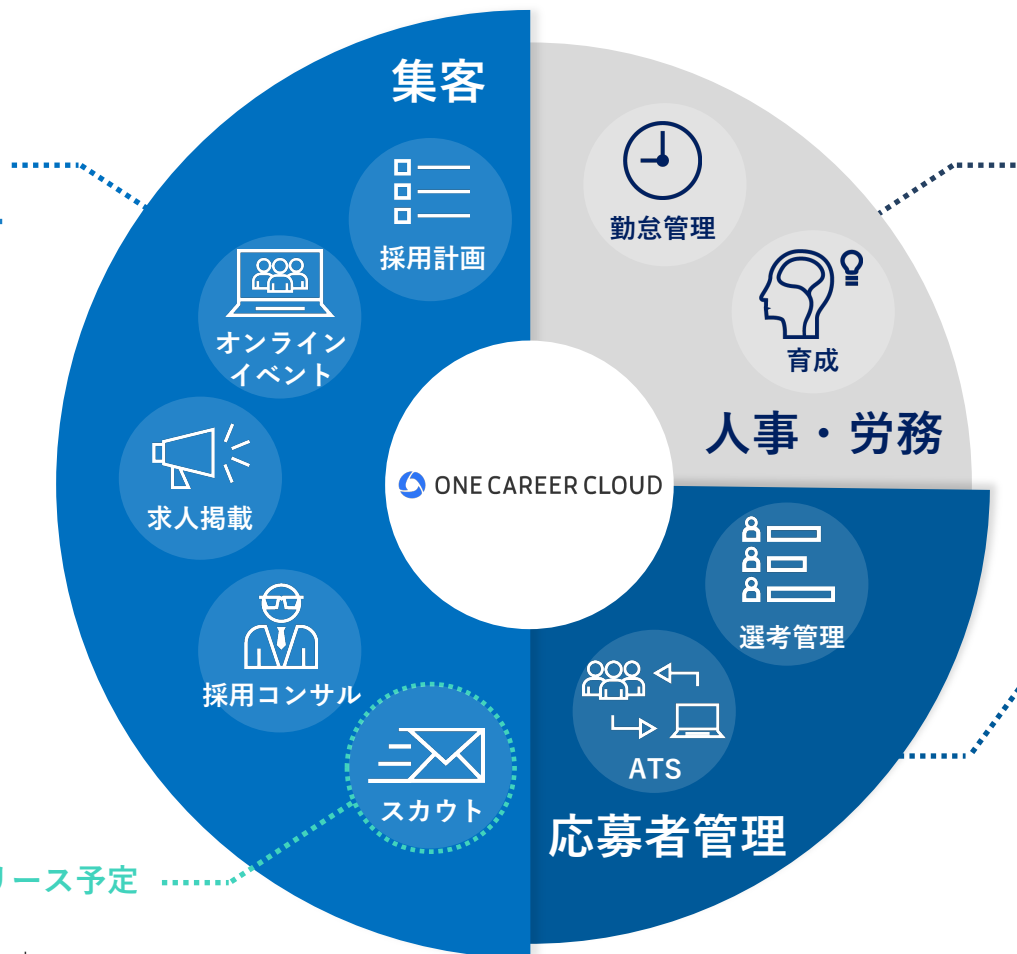 集客
採用計画
オンライン
イベント
求人掲載
採用コンサル
スカウト
リース予定
勤怠管理
育成
人事・労務
ONE CAREER CLOUD
選考管理
ATS
応募者管理